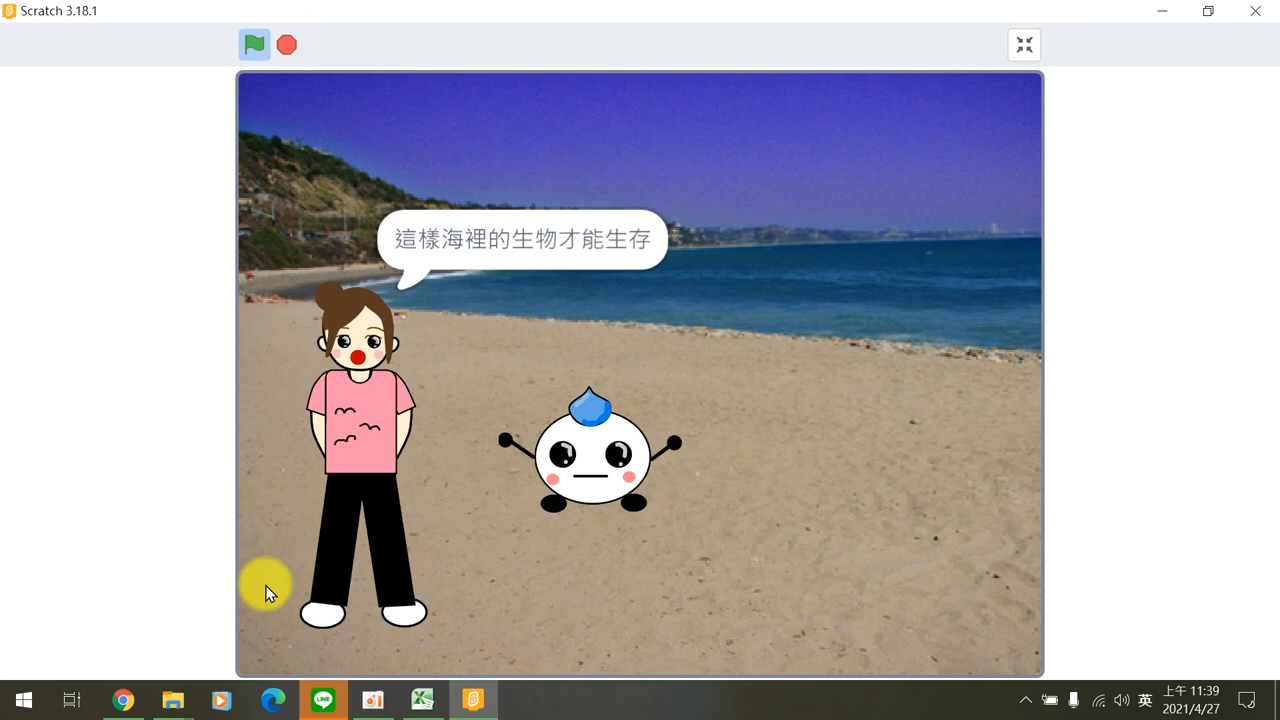 Scratch 3.18.1
這樣海裡的生物才能生存
LINE
英
上午 11:39
2021/4/27